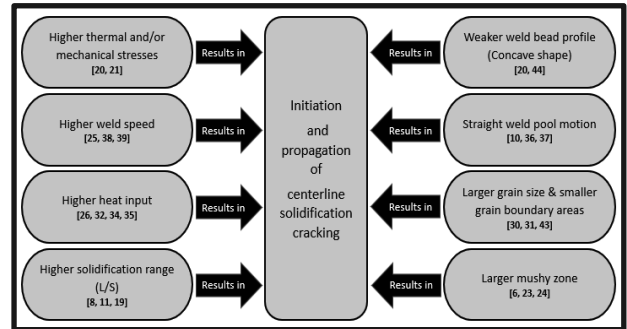 Higher thermal and/or
mechanical stresses
[20, 21]
Results in
Higher weld speed
[25, 38, 39]
Results in
Higher heat input
[26, 32, 34, 35]
Results in
Higher solidification range
(L/S)
[8, 11, 19]
Results in
Initiation
and
propagation
of
centerline
solidification
cracking
Results in
Weaker weld bead profile
(Concave shape)
[20, 44]
Results in
Straight weld pool motion
[10, 36, 37]
Results in
Larger grain size & smaller
grain boundary areas
[30, 31, 43]
Results in
Larger mushy zone
[6, 23, 24]